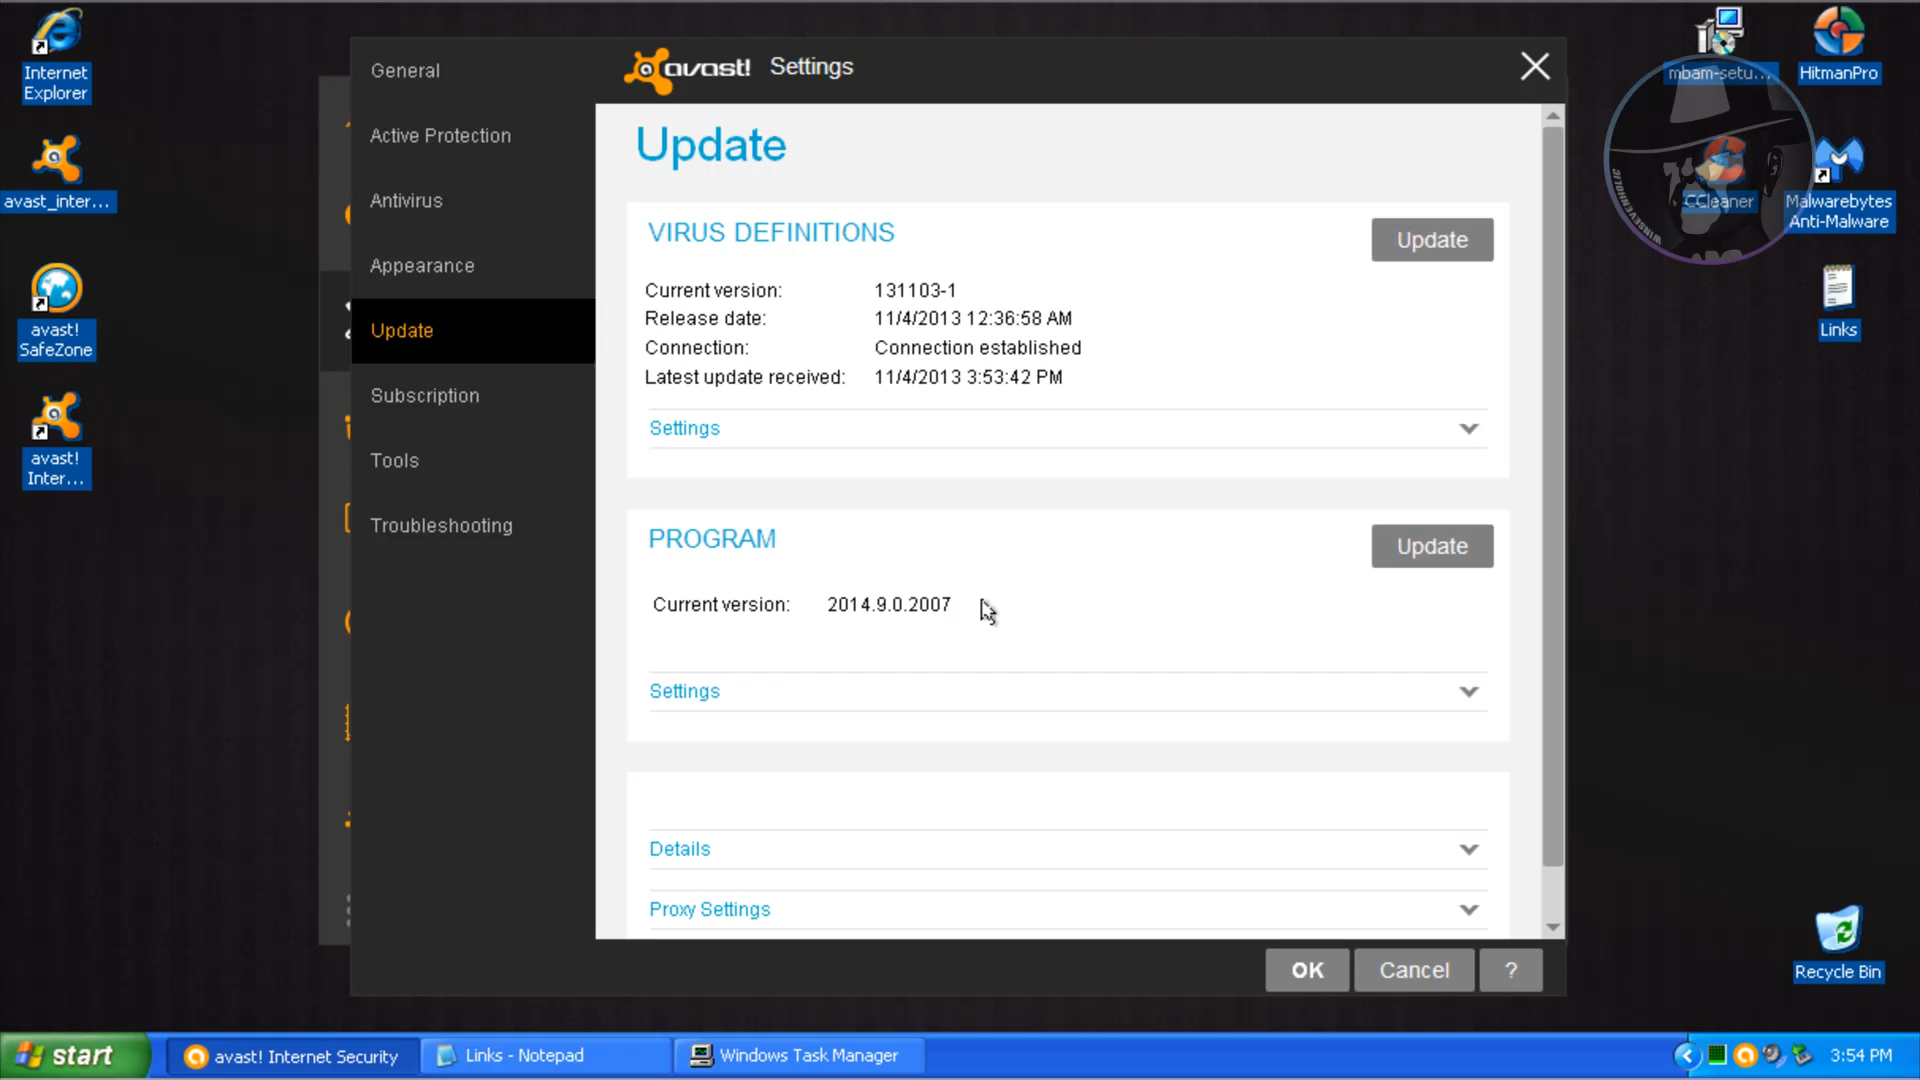 Internet
Explorer
avast_inter...
avast!
SafeZone
avast!
Inter...
General
Active Protection
Antivirus
Appearance
Update
Subscription
Tools
Troubleshooting
avast! Settings
Update
VIRUS DEFINITIONS
Update
Current version: 131103-1
Release date: 11/4/2013 12:36:58 AM
Connection: Connection established
Latest update received: 11/4/2013 3:53:42 PM
Settings
PROGRAM
Update
Current version: 2014.9.0.2007
Settings
Details
Proxy Settings
OK
Cancel
?
mbam-setu...
HitmanPro
CCleaner
Malwarebytes
Anti-Malware
WINSEVENHOLIC
Links
Recycle Bin
start
avast! Internet Security
Links - Notepad
Windows Task Manager
3:54 PM